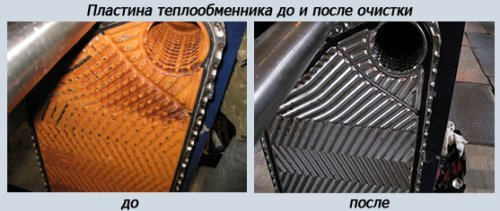 Пластина теплообменника до и после очистки
до
после